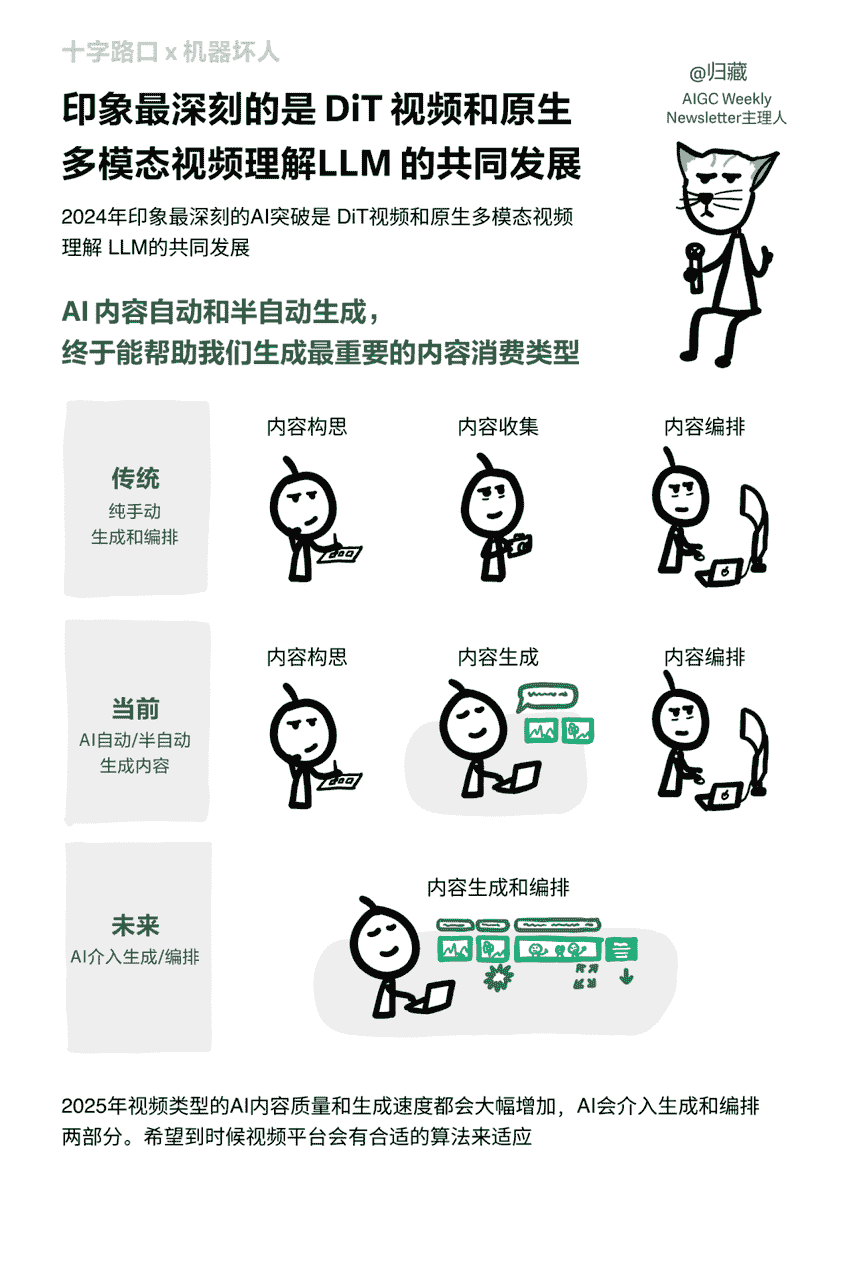 十字路口 x 机器坏人
@归藏
AIGC Weekly
Newsletter主理人
印象最深刻的是 DiT 视频和原生
多模态视频理解LLM 的共同发展
2024年印象最深刻的AI突破是 DiT视频和原生多模态视频
理解 LLM的共同发展
AI 内容自动和半自动生成，
终于能帮助我们生成最重要的内容消费类型
传统
纯手动
生成和编排
内容构思
内容收集
内容编排
当前
AI自动/半自动
生成内容
内容构思
内容生成
内容编排
未来
AI介入生成/编排
内容生成和编排
2025年视频类型的AI内容质量和生成速度都会大幅增加，AI会介入生成和编排
两部分。希望到时候视频平台会有合适的算法来适应